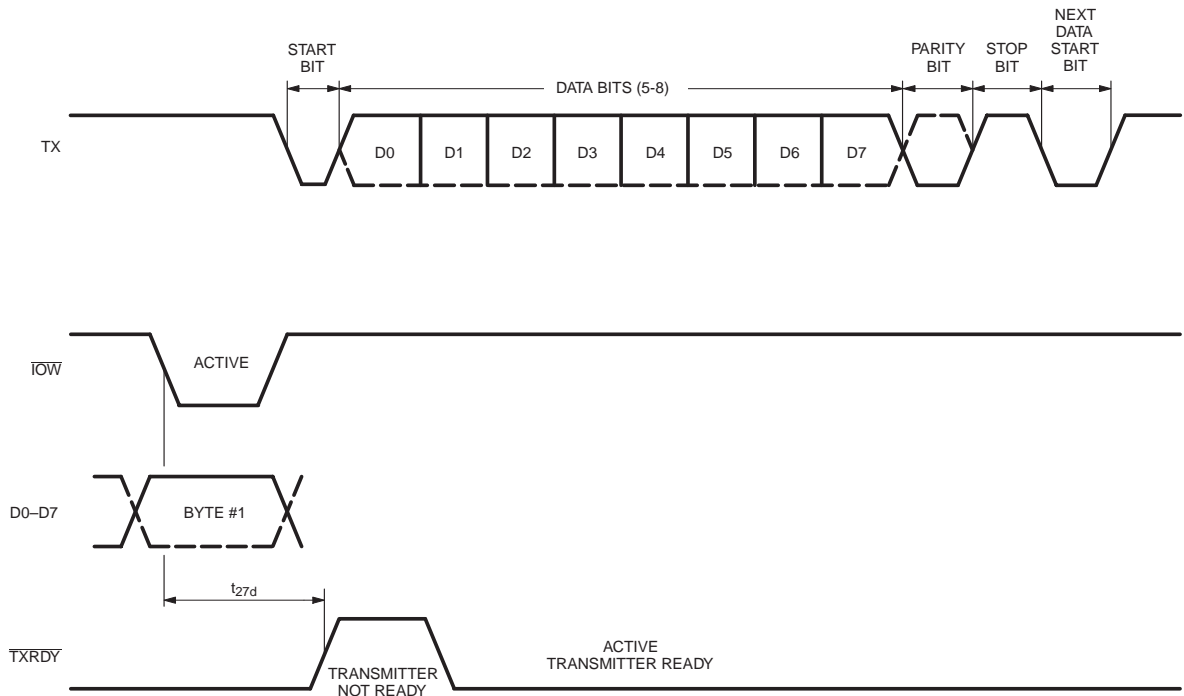 START
BIT
DATA BITS (5-8)
PARITY
BIT
STOP
BIT
NEXT
DATA
START
BIT
TX
D0
D1
D2
D3
D4
D5
D6
D7
IOW
ACTIVE
D0–D7
BYTE #1
t27d
TXRDY
TRANSMITTER
NOT READY
ACTIVE
TRANSMITTER READY